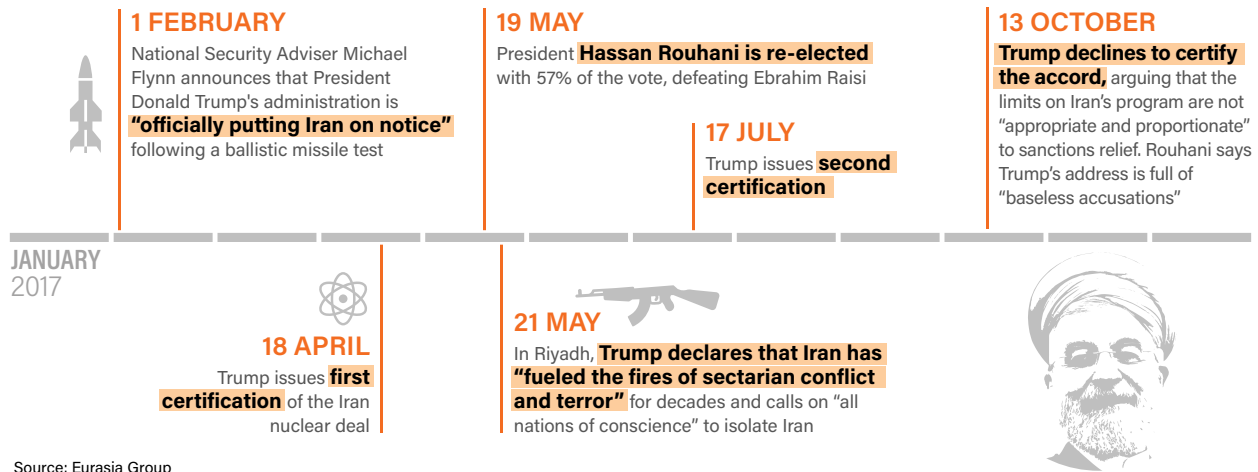 1 FEBRUARY
National Security Adviser Michael
Flynn announces that President
Donald Trump's administration is
“officially putting Iran on notice”
following a ballistic missile test
19 MAY
President Hassan Rouhani is re-elected
with 57% of the vote, defeating Ebrahim Raisi
17 JULY
Trump issues second
certification
13 OCTOBER
Trump declines to certify
the accord, arguing that the
limits on Iran’s program are not
“appropriate and proportionate”
to sanctions relief. Rouhani says
Trump’s address is full of
“baseless accusations”
JANUARY
2017
18 APRIL
Trump issues first
certification of the Iran
nuclear deal
21 MAY
In Riyadh, Trump declares that Iran has
“fueled the fires of sectarian conflict
and terror” for decades and calls on “all
nations of conscience” to isolate Iran
Source: Eurasia Group